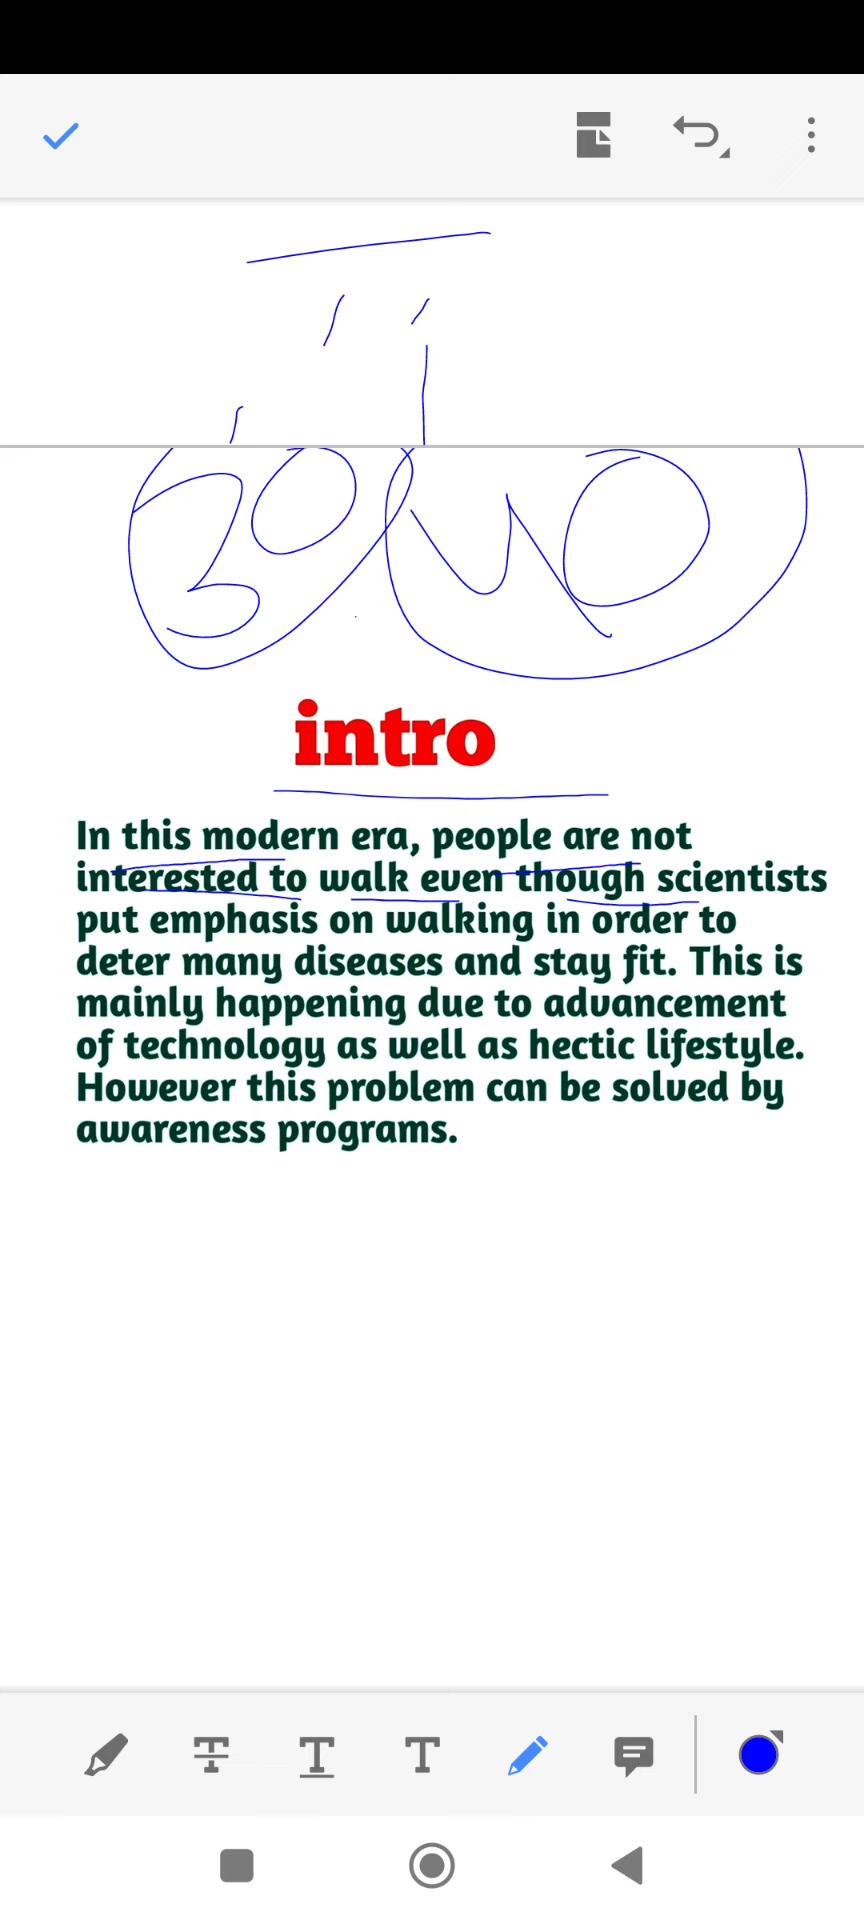 30 40
intro
In this modern era, people are not
interested to walk even though scientists
put emphasis on walking in order to
deter many diseases and stay fit. This is
mainly happening due to advancement
of technology as well as hectic lifestyle.
However this problem can be solved by
awareness programs.